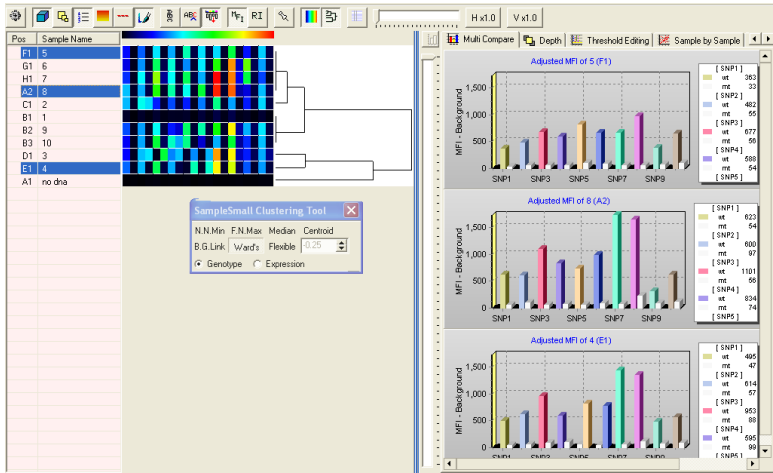 ABC RI H x1.0 V x1.0
Pos Sample Name
F1 5
G1 6
H1 7
A2 8
C1 2
B1 1
B2 9
B3 10
D1 3
E1 4
A1 no dna
SampleSmall Clustering Tool
N.N.Min F.N.Max Median Centroid
B.G.Link Ward's Flexible -0.25
Genotype Expression
Multi Compare Depth Threshold Editing Sample by Sample
Adjusted MFI of 5 (F1)
MFI - Background
1,500
1,000
500
0
SNP1 SNP3 SNP5 SNP7 SNP9
[ SNP1 ]
wt 363
mt 33
[ SNP2 ]
wt 482
mt 55
[ SNP3 ]
wt 677
mt 56
[ SNP4 ]
wt 588
mt 54
[ SNP5 ]
Adjusted MFI of 8 (A2)
MFI - Background
1,500
1,000
500
0
SNP1 SNP3 SNP5 SNP7 SNP9
[ SNP1 ]
wt 623
mt 54
[ SNP2 ]
wt 600
mt 97
[ SNP3 ]
wt 1101
mt 56
[ SNP4 ]
wt 834
mt 74
[ SNP5 ]
Adjusted MFI of 4 (E1)
MFI - Background
1,500
1,000
500
0
SNP1 SNP3 SNP5 SNP7 SNP9
[ SNP1 ]
wt 495
mt 47
[ SNP2 ]
wt 614
mt 57
[ SNP3 ]
wt 953
mt 88
[ SNP4 ]
wt 595
mt 99
[ SNP5 ]